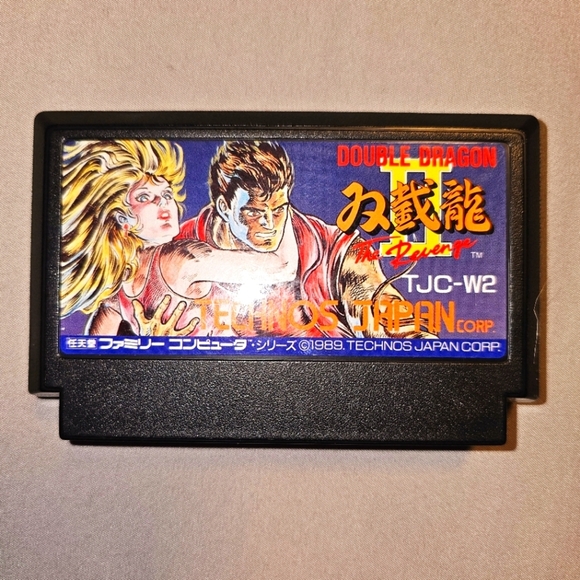 DOUBLE DRAGON
II
双截龍
The Revenge
TM
TJC-W2
TECHNOS JAPAN CORP.
任天堂 ファミリー コンピュータ・シリーズ ©1989. TECHNOS JAPAN CORP.